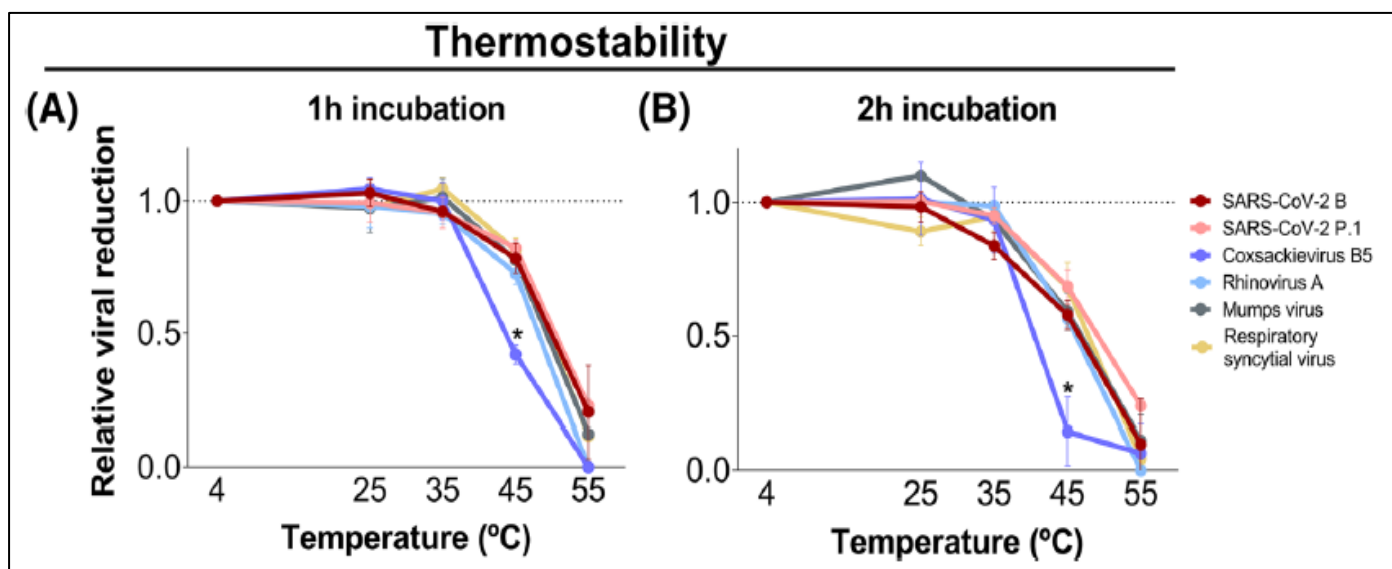 Thermostability
(A)
1h incubation
Relative viral reduction
1.0
0.5
0.0
4 25 35 45 55
*
Temperature (ºC)
(B)
2h incubation
1.0
0.5
0.0
4 25 35 45 55
*
Temperature (ºC)
SARS-CoV-2 B
SARS-CoV-2 P.1
Coxsackievirus B5
Rhinovirus A
Mumps virus
Respiratory
syncytial virus